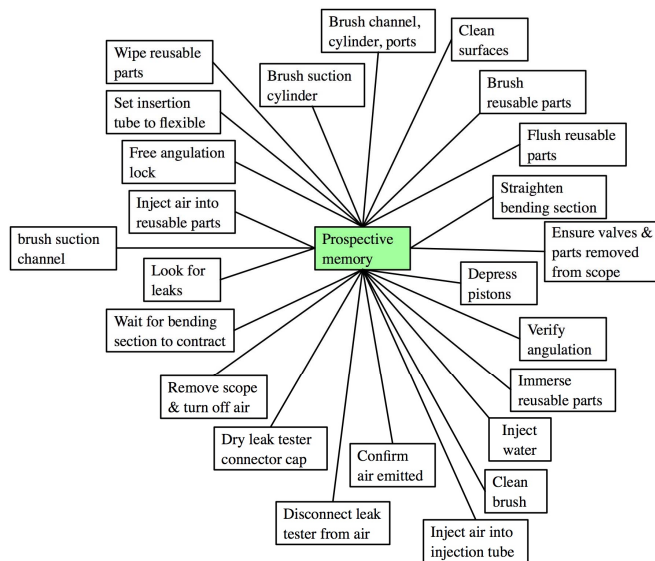 Brush channel,
cylinder, ports
Clean
surfaces
Wipe reusable
parts
Brush suction
cylinder
Brush
reusable parts
Set insertion
tube to flexible
Flush reusable
parts
Free angulation
lock
Straighten
bending section
Inject air into
reusable parts
Ensure valves &
parts removed
from scope
brush suction
channel
Prospective
memory
Look for
leaks
Depress
pistons
Wait for bending
section to contract
Verify
angulation
Remove scope
& turn off air
Immerse
reusable parts
Dry leak tester
connector cap
Inject
water
Confirm
air emitted
Clean
brush
Disconnect leak
tester from air
Inject air into
injection tube